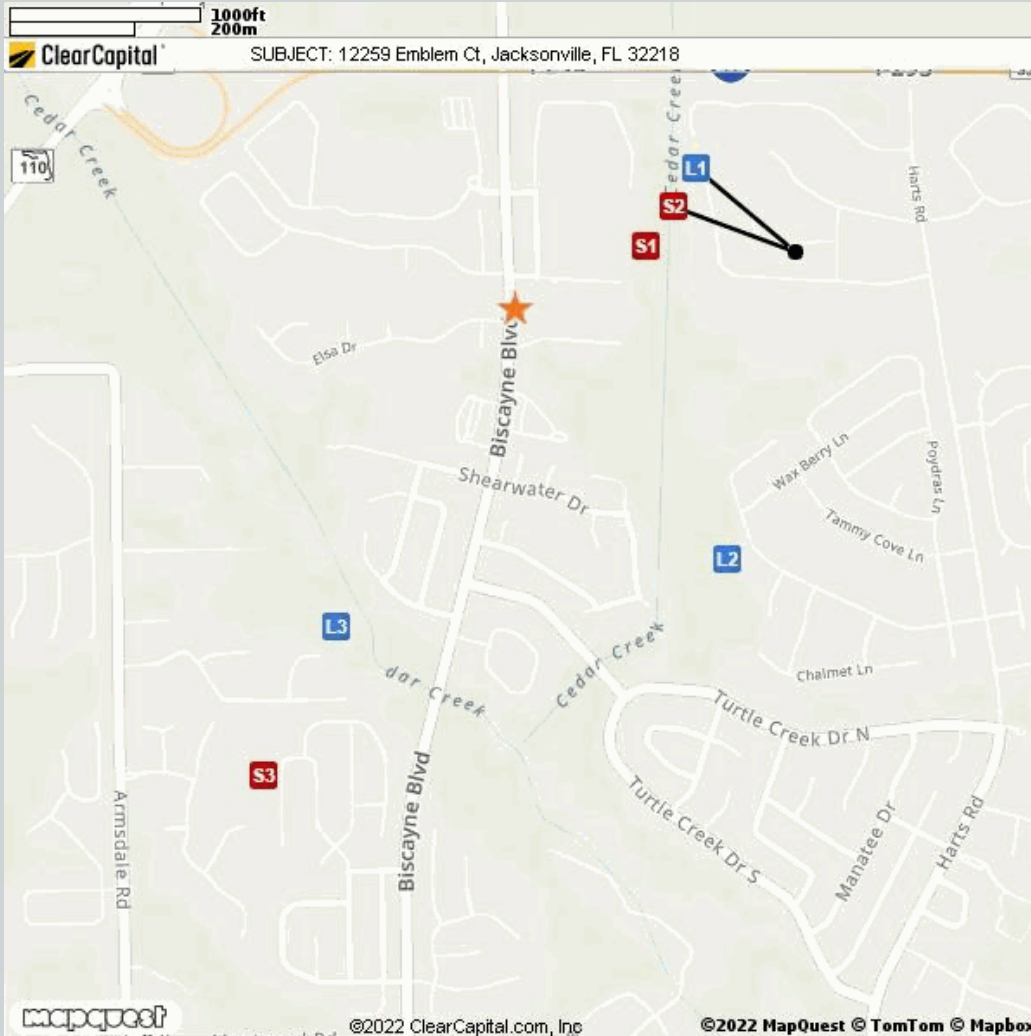 1000ft
200m
ClearCapital
SUBJECT: 12259 Emblem Ct, Jacksonville, FL 32218
Cedar Creek
110
Cedar Creek
L1
Harts Rd
S2
S1
Elsa Dr
Biscayne Blvd
Shearwater Dr
Wax Berry Ln
Poydras Ln
Tammy Cove Ln
L2
L3
Cedar Creek
dar Creek
Chalmet Ln
Turtle Creek Dr N
S3
Biscayne Blvd
Armsdale Rd
Turtle Creek Dr S
Manatee Dr
Harts Rd
mapquest
©2022 ClearCapital.com, Inc
©2022 MapQuest © TomTom © Mapbox